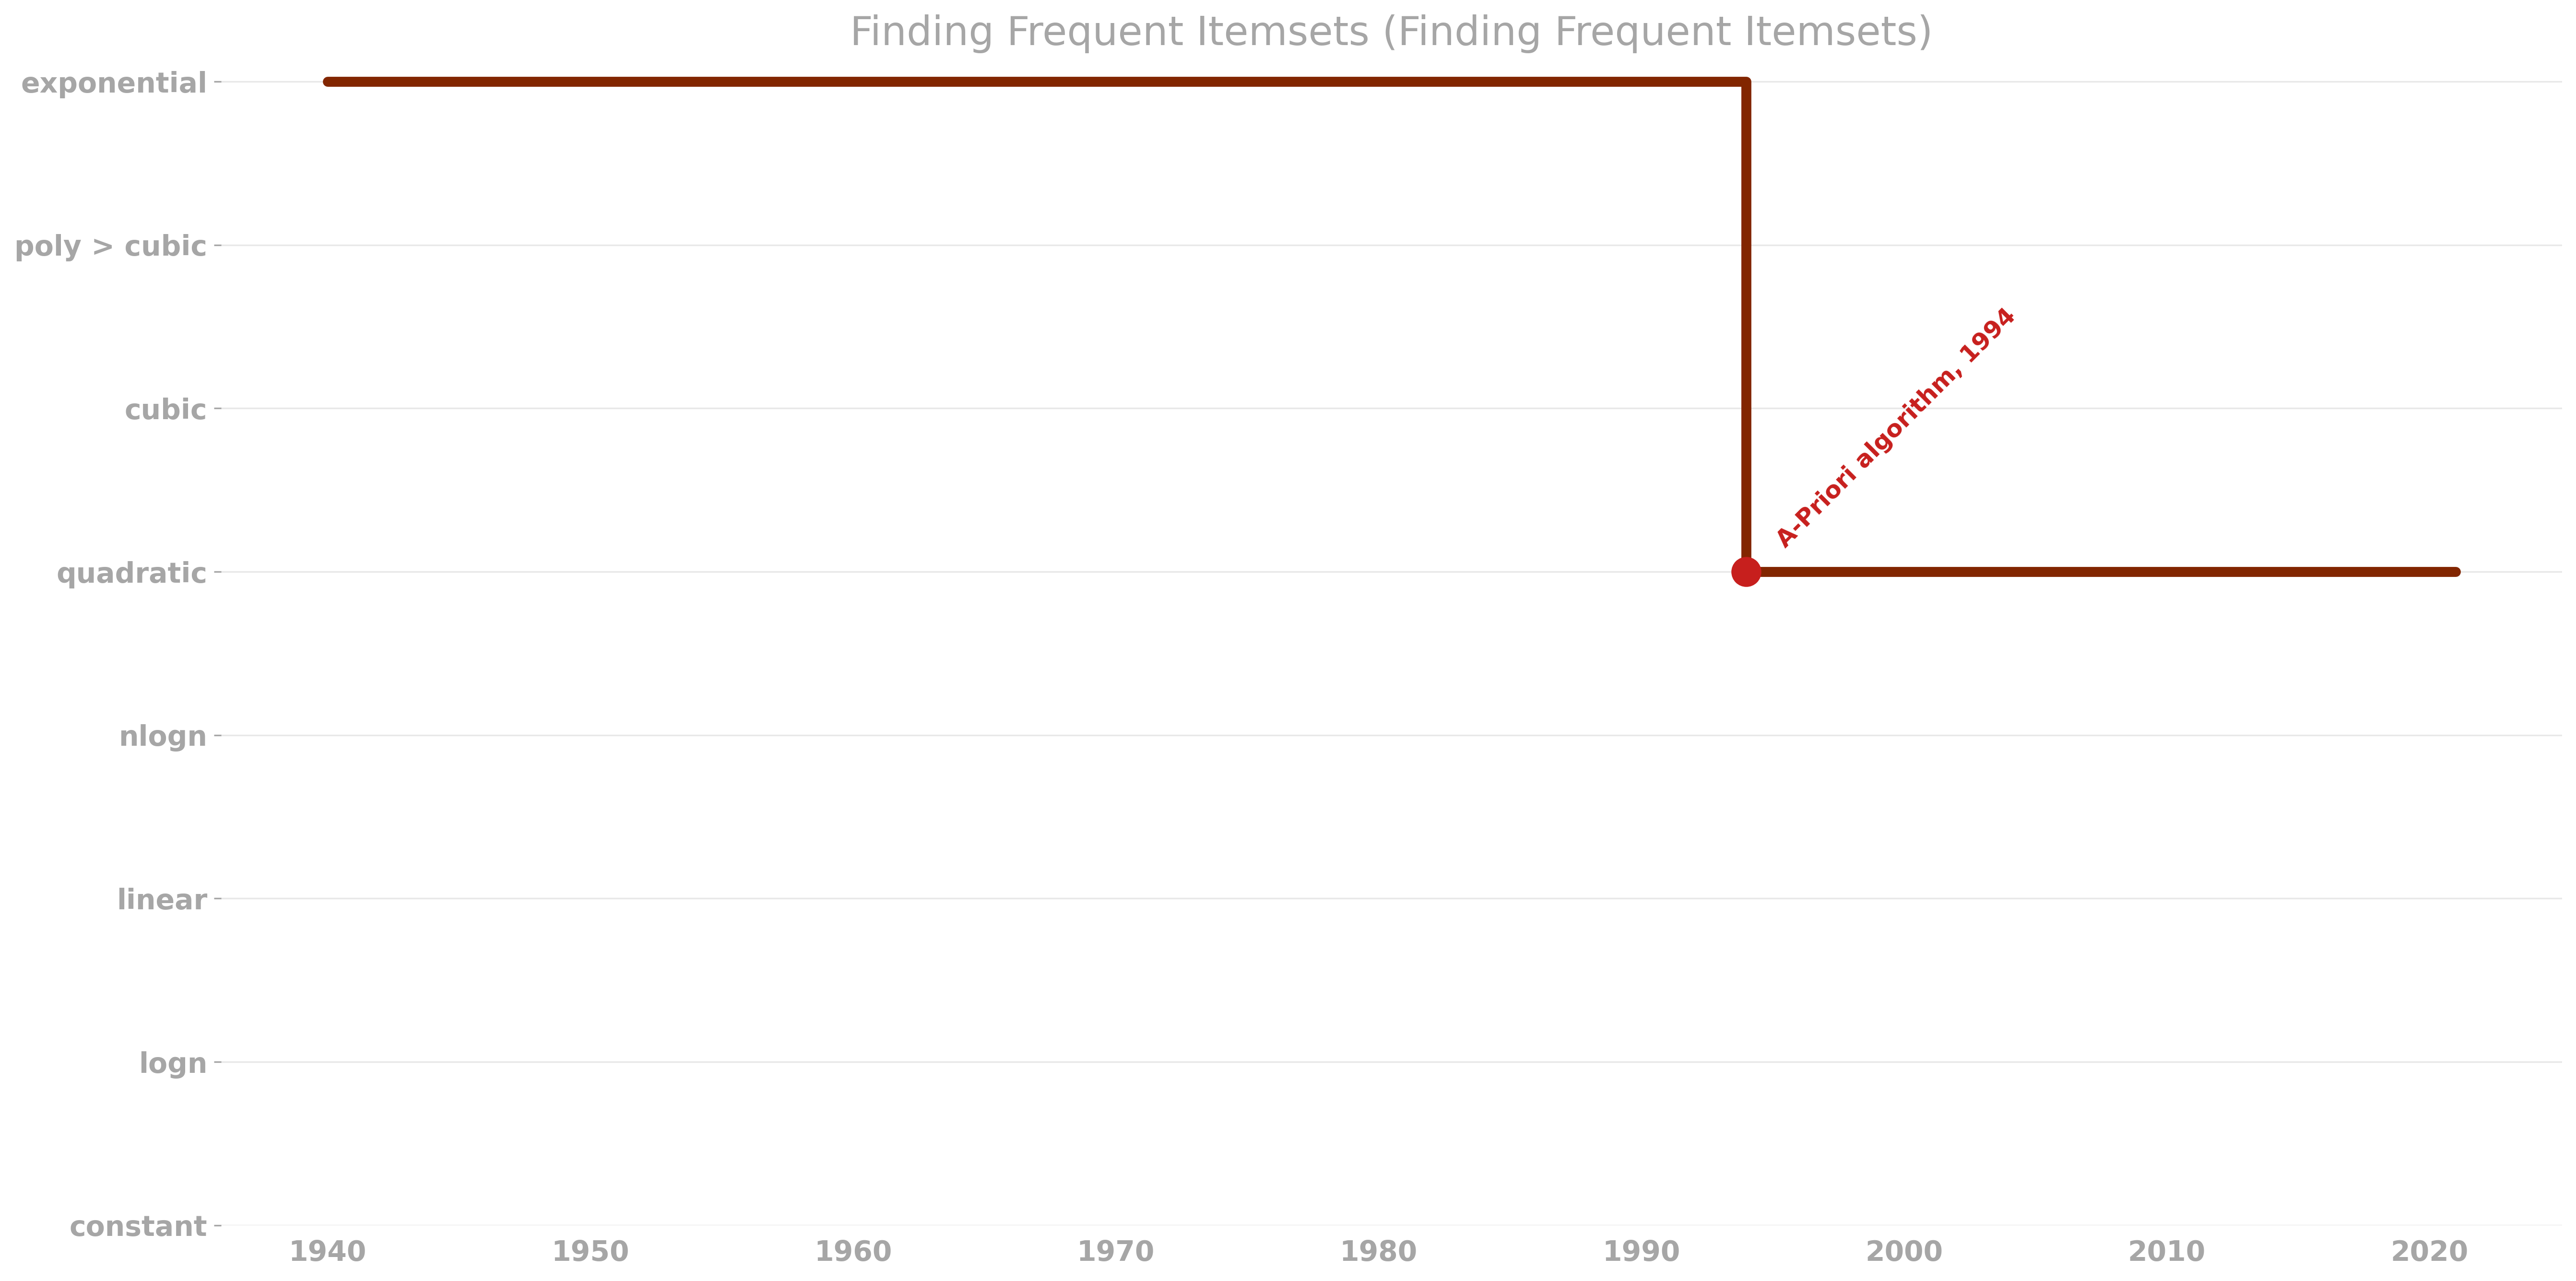 Finding Frequent Itemsets (Finding Frequent Itemsets)
exponential
poly > cubic
cubic
quadratic
nlogn
linear
logn
constant
A-Priori algorithm, 1994
1940 1950 1960 1970 1980 1990 2000 2010 2020